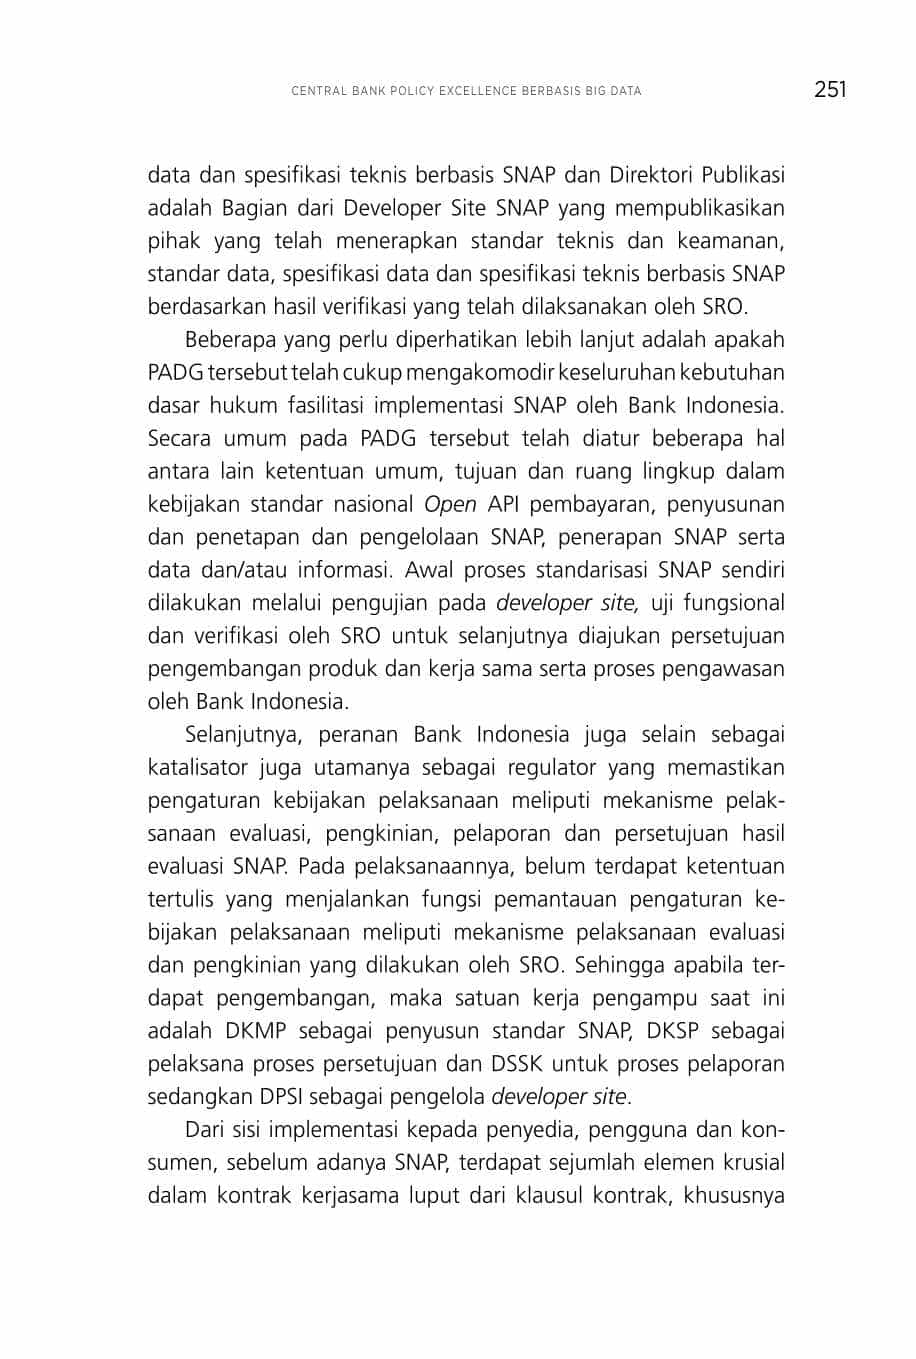 CENTRAL BANK POLICY EXCELLENCE BERBASIS BIG DATA 251
data dan spesifikasi teknis berbasis SNAP dan Direktori Publikasi
adalah Bagian dari Developer Site SNAP yang mempublikasikan
pihak yang telah menerapkan standar teknis dan keamanan,
standar data, spesifikasi data dan spesifikasi teknis berbasis SNAP
berdasarkan hasil verifikasi yang telah dilaksanakan oleh SRO.
Beberapa yang perlu diperhatikan lebih lanjut adalah apakah
PADG tersebut telah cukup mengakomodir keseluruhan kebutuhan
dasar hukum fasilitasi implementasi SNAP oleh Bank Indonesia.
Secara umum pada PADG tersebut telah diatur beberapa hal
antara lain ketentuan umum, tujuan dan ruang lingkup dalam
kebijakan standar nasional Open API pembayaran, penyusunan
dan penetapan dan pengelolaan SNAP, penerapan SNAP serta
data dan/atau informasi. Awal proses standarisasi SNAP sendiri
dilakukan melalui pengujian pada developer site, uji fungsional
dan verifikasi oleh SRO untuk selanjutnya diajukan persetujuan
pengembangan produk dan kerja sama serta proses pengawasan
oleh Bank Indonesia.
Selanjutnya, peranan Bank Indonesia juga selain sebagai
katalisator juga utamanya sebagai regulator yang memastikan
pengaturan kebijakan pelaksanaan meliputi mekanisme pelak-
sanaan evaluasi, pengkinian, pelaporan dan persetujuan hasil
evaluasi SNAP. Pada pelaksanaannya, belum terdapat ketentuan
tertulis yang menjalankan fungsi pemantauan pengaturan ke-
bijakan pelaksanaan meliputi mekanisme pelaksanaan evaluasi
dan pengkinian yang dilakukan oleh SRO. Sehingga apabila ter-
dapat pengembangan, maka satuan kerja pengampu saat ini
adalah DKMP sebagai penyusun standar SNAP, DKSP sebagai
pelaksana proses persetujuan dan DSSK untuk proses pelaporan
sedangkan DPSI sebagai pengelola developer site.
Dari sisi implementasi kepada penyedia, pengguna dan kon-
sumen, sebelum adanya SNAP, terdapat sejumlah elemen krusial
dalam kontrak kerjasama luput dari klausul kontrak, khususnya